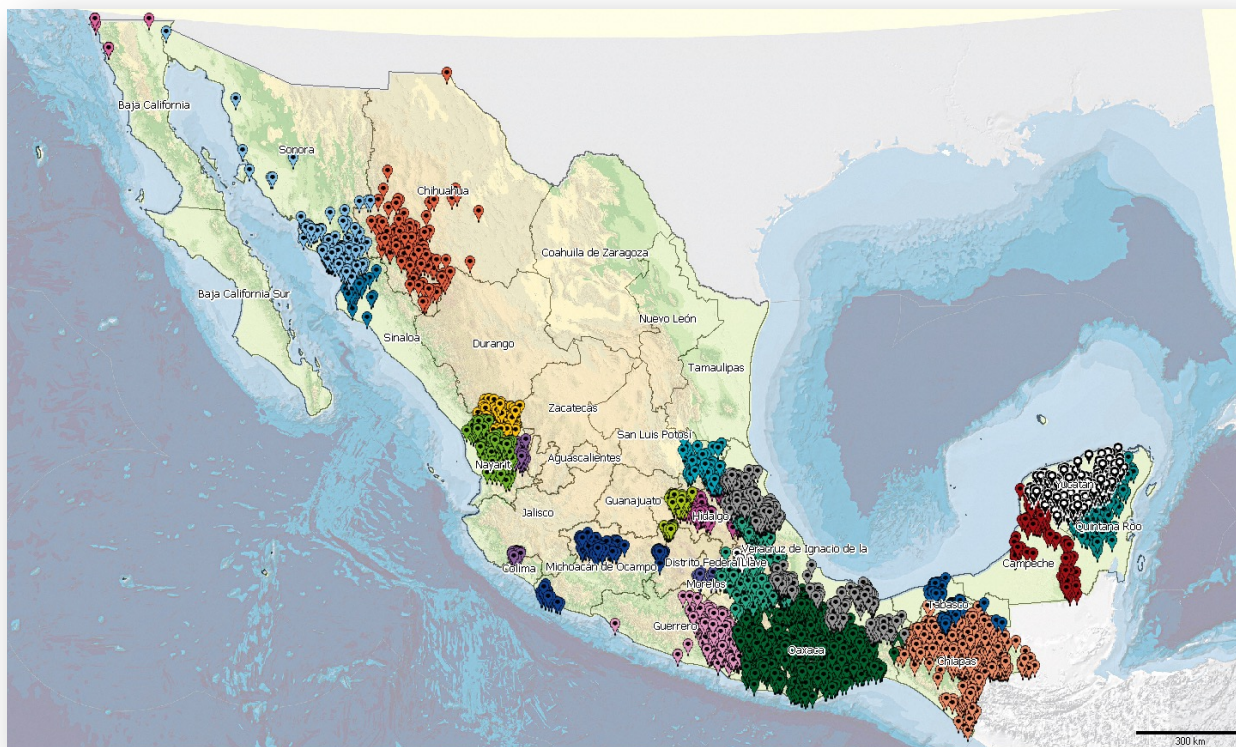 Baja California
Sonora
Chihuahua
Coahuila de Zaragoza
Baja California Sur
Nuevo León
Sinaloa
Durango
Tamaulipas
Zacatecas
San Luis Potosí
Nayarit
Aguascalientes
Guanajuato
Yucatán
Jalisco
Hidalgo
Quintana Roo
Veracruz de Ignacio de la
Llave
Colima
Michoacán de Ocampo
Distrito Federal
Campeche
Morelos
Tabasco
Guerrero
Oaxaca
Chiapas
300 km